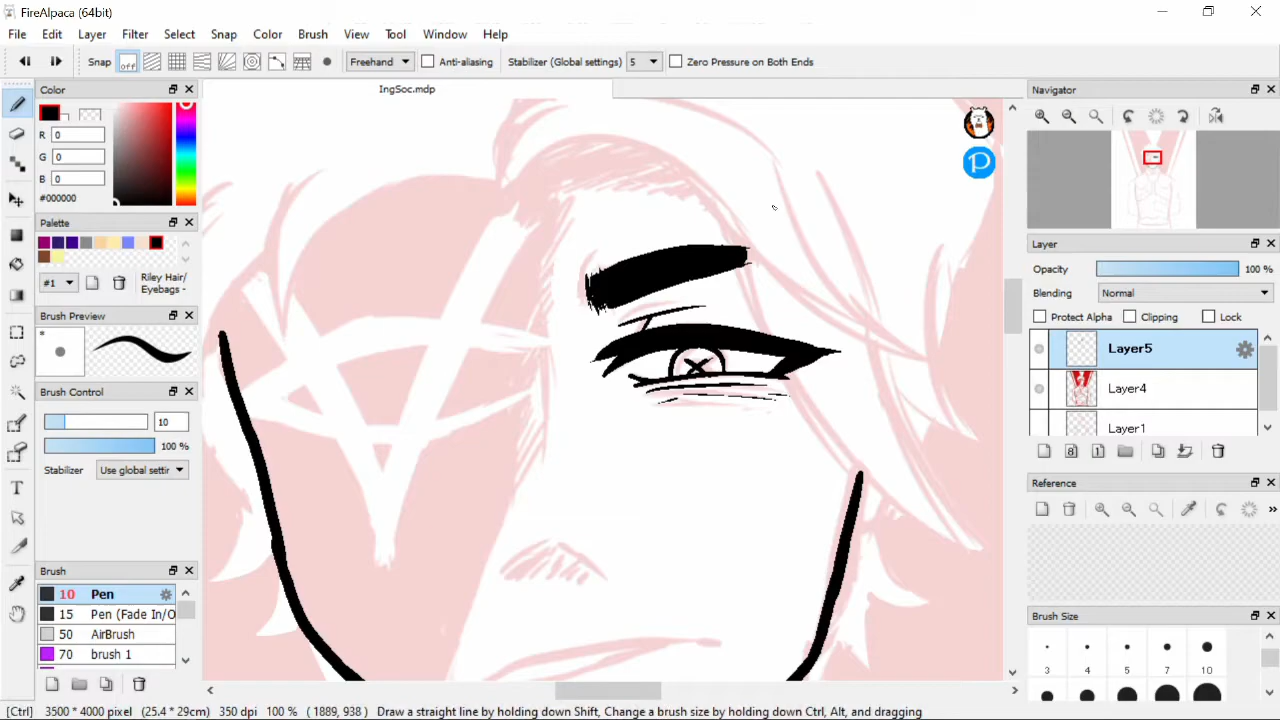 FireAlpaca (64bit)
File Edit Layer Filter Select Snap Color Brush View Tool Window Help
Snap off Freehand Anti-aliasing Stabilizer (Global settings) 5 Zero Pressure on Both Ends
Color
IngSoc.mdp
Navigator
R 0
G 0
B 0
#000000
Palette
#1
Riley Hair/
Eyebags -
Brush Preview
*
Brush Control
10
100 %
Stabilizer Use global settir
Brush
10 Pen
15 Pen (Fade In/O
50 AirBrush
70 brush 1
P
Layer
Opacity 100 %
Blending Normal
Protect Alpha Clipping Lock
Layer5
Layer4
Layer1
8 1
Reference
»
Brush Size
3 4 5 7 10
[Ctrl] 3500 * 4000 pixel (25.4 * 29cm) 350 dpi 100 % ( 1889, 938 ) Draw a straight line by holding down Shift, Change a brush size by holding down Ctrl, Alt, and dragging